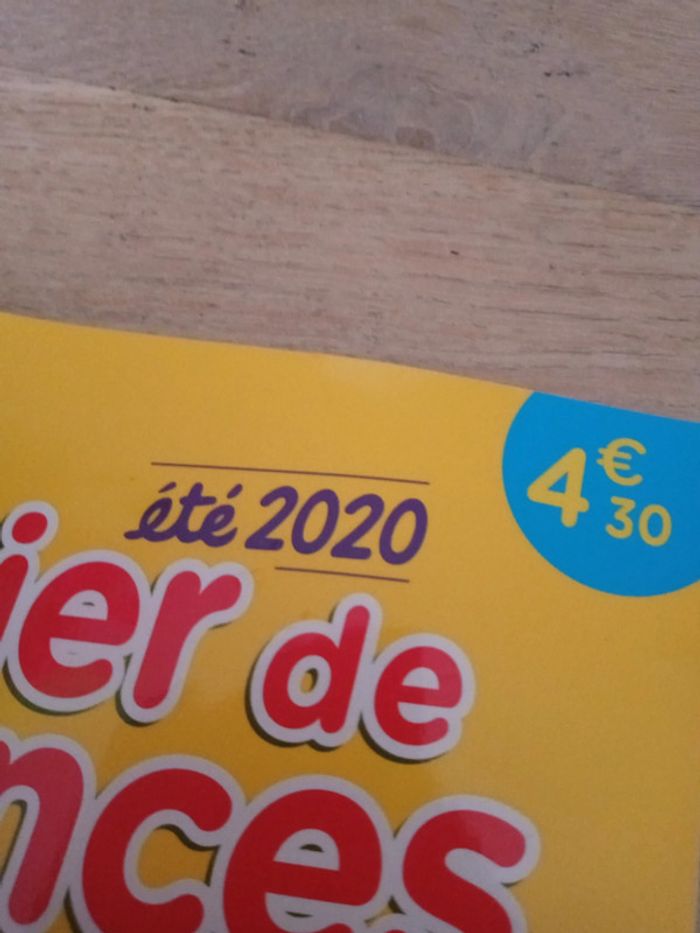 été 2020
4€30
ier de
nces